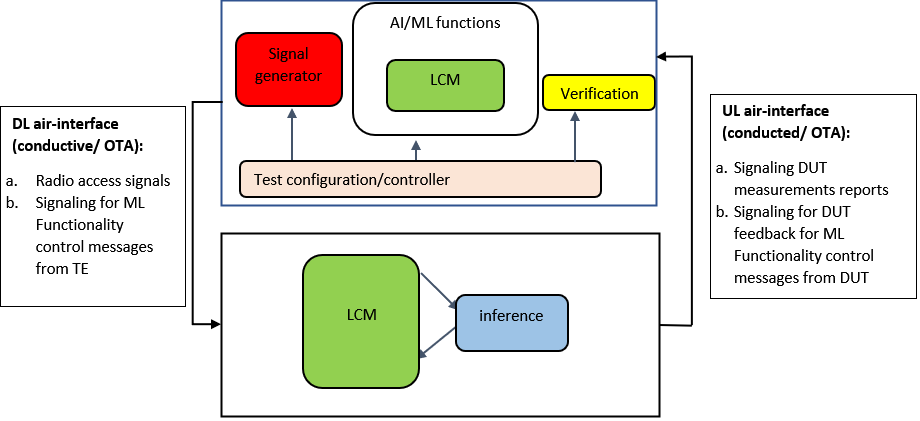 AI/ML functions
Signal
generator
LCM
Verification
Test configuration/controller
DL air-interface
(conductive/ OTA):
a. Radio access signals
b. Signaling for ML
Functionality
control messages
from TE
UL air-interface
(conducted/ OTA):
a. Signaling DUT
measurements reports
b. Signaling for DUT
feedback for ML
Functionality control
messages from DUT
LCM
inference